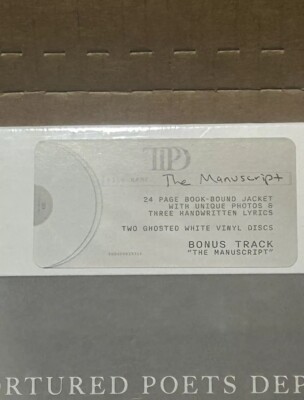 TTPD
The Manuscript
24 PAGE BOOK-BOUND JACKET
WITH UNIQUE PHOTOS &
THREE HANDWRITTEN LYRICS
TWO GHOSTED WHITE VINYL DISCS
BONUS TRACK
"THE MANUSCRIPT"
ORTURED POETS DEP